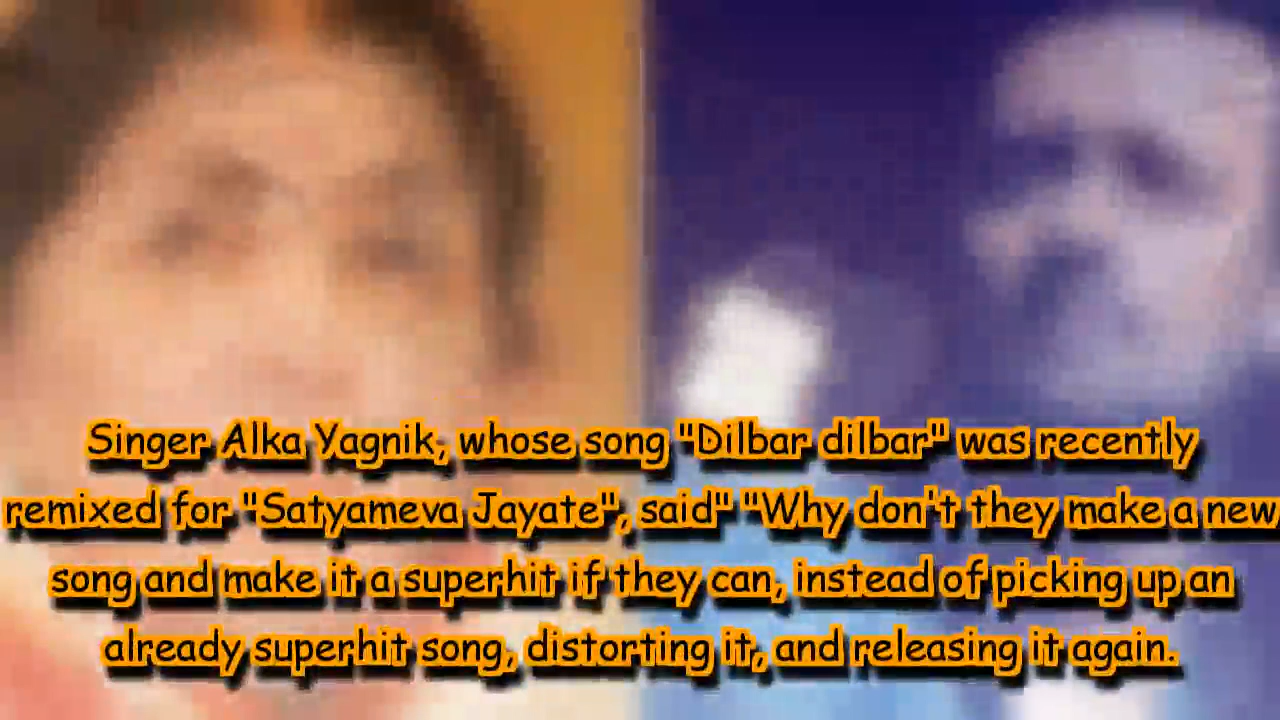 Singer Alka Yagnik, whose song "Dilbar dilbar" was recently
remixed for "Satyameva Jayate", said" "Why don't they make a new
song and make it a superhit if they can, instead of picking up an
already superhit song, distorting it, and releasing it again.